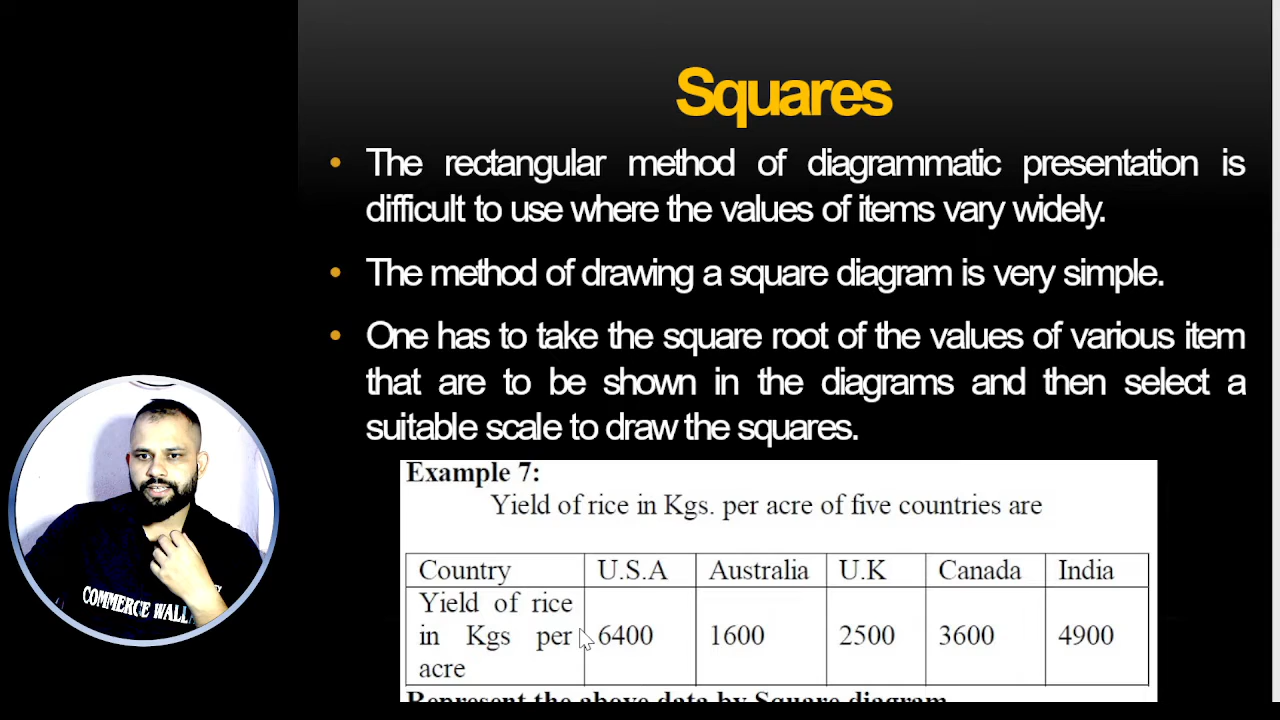 Squares
• The rectangular method of diagrammatic presentation is
difficult to use where the values of items vary widely.
• The method of drawing a square diagram is very simple.
• One has to take the square root of the values of various item
that are to be shown in the diagrams and then select a
suitable scale to draw the squares.
Example 7:
Yield of rice in Kgs. per acre of five countries are
Country U.S.A Australia U.K Canada India
Yield of rice
in Kgs per 6400 1600 2500 3600 4900
acre
Represent the above data by Square diagram
COMMERCE WALLA